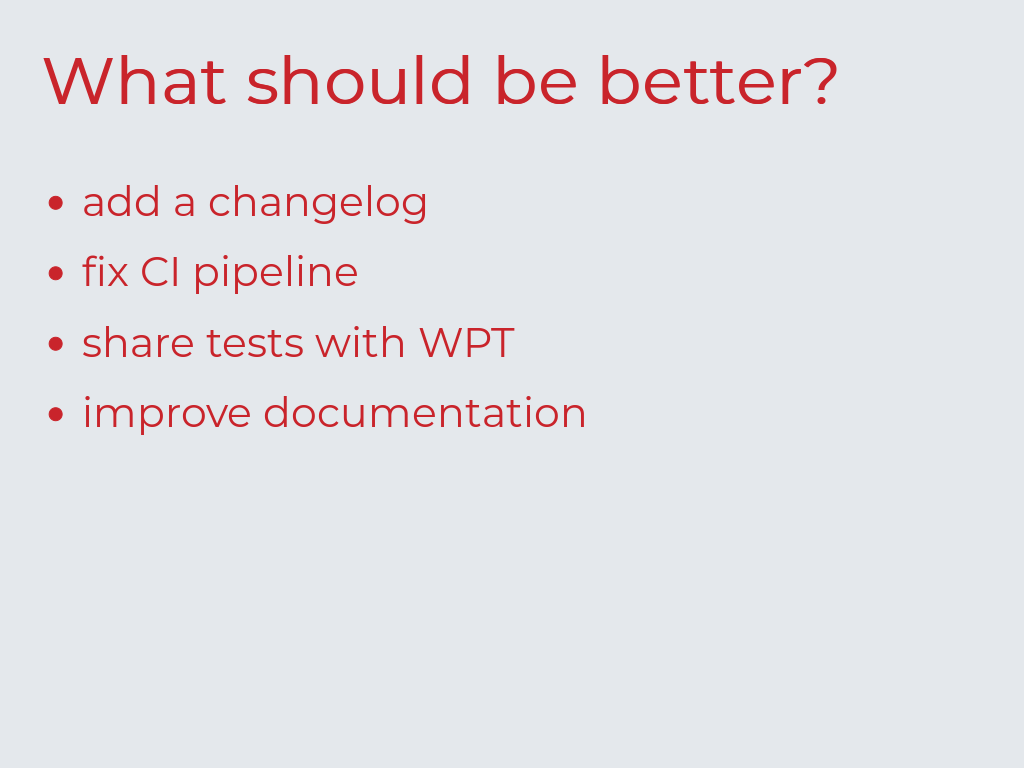 What should be better?
• add a changelog
• fix CI pipeline
• share tests with WPT
• improve documentation